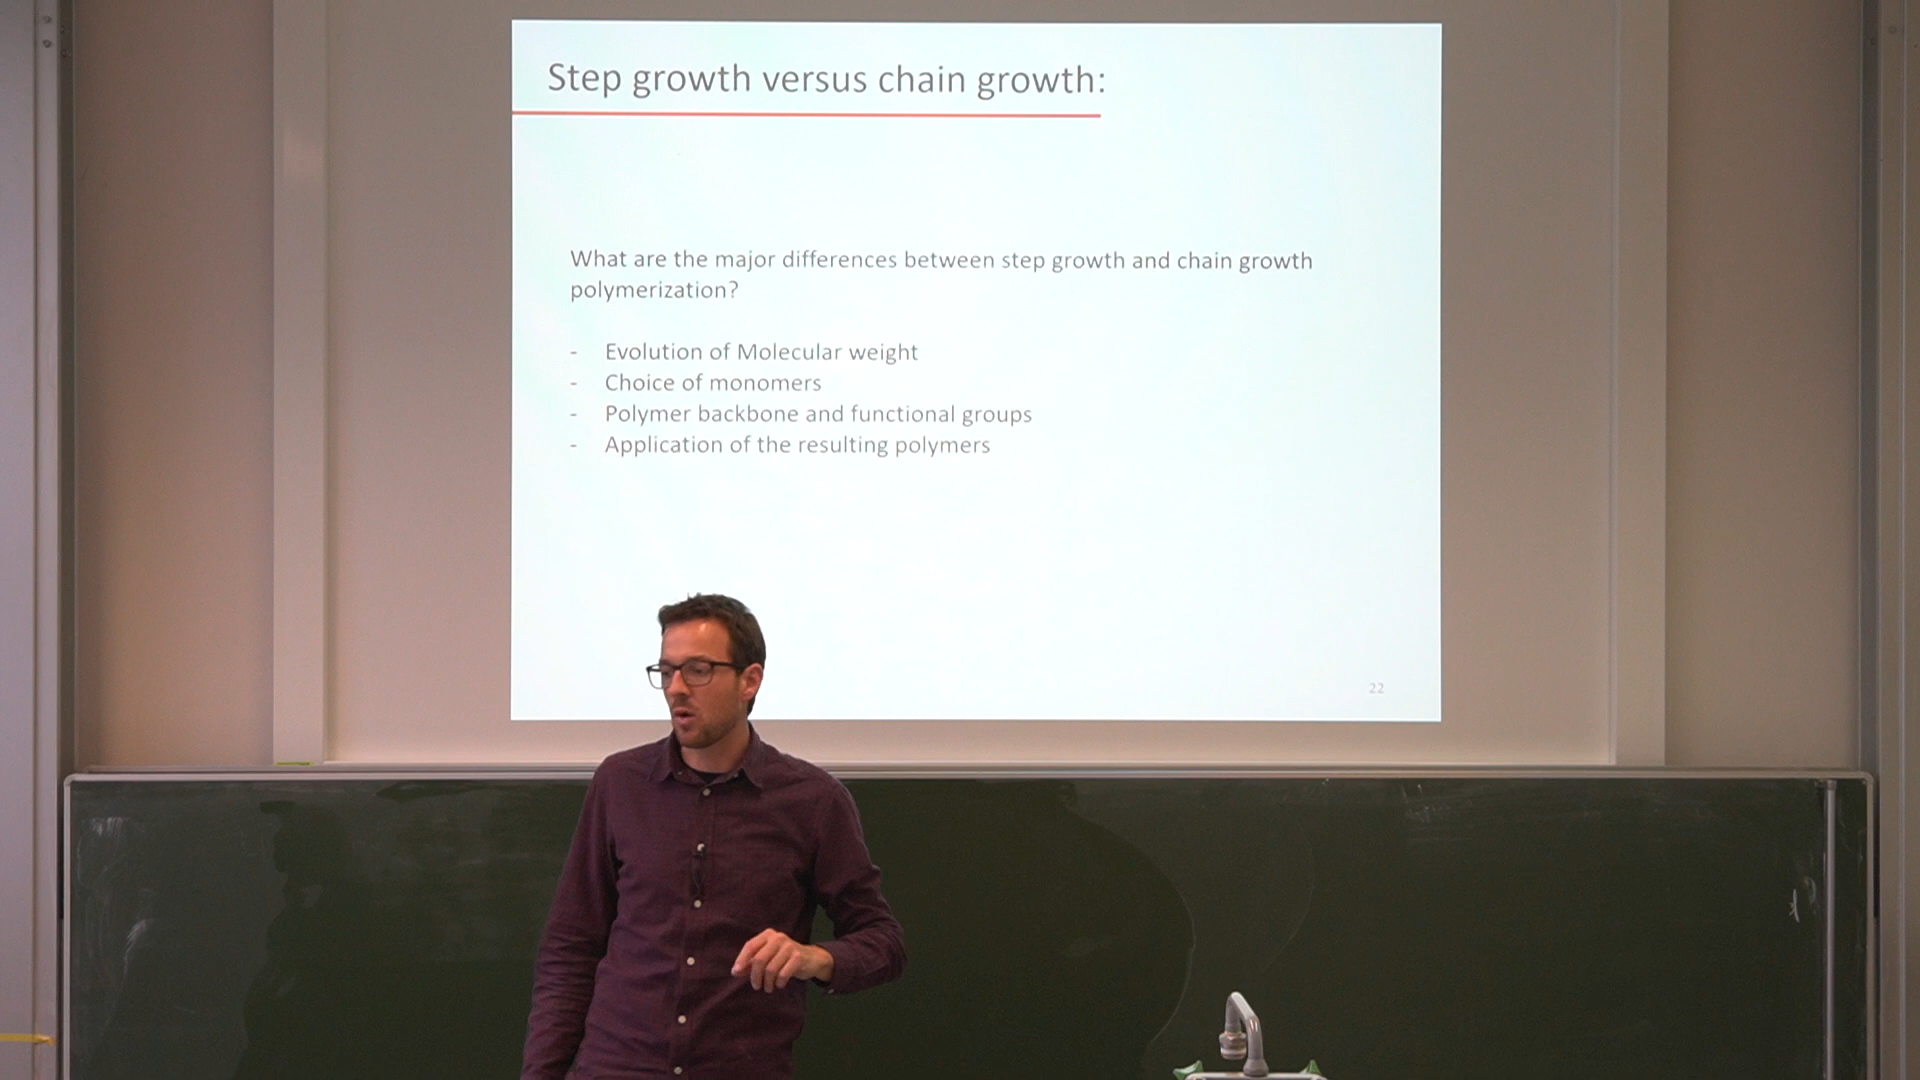 Step growth versus chain growth:
What are the major differences between step growth and chain growth
polymerization?
- Evolution of Molecular weight
- Choice of monomers
- Polymer backbone and functional groups
- Application of the resulting polymers
22